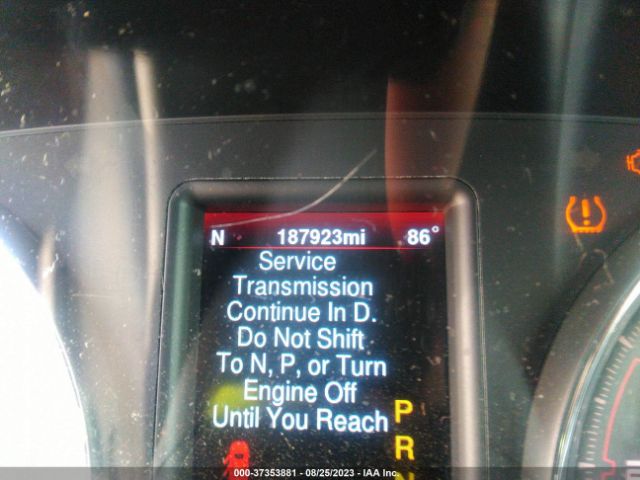 N 187923mi 86°
Service
Transmission
Continue In D.
Do Not Shift
To N, P, or Turn
Engine Off
Until You Reach
P
R
N
000-37353881 - 08/25/2023 - IAA Inc.